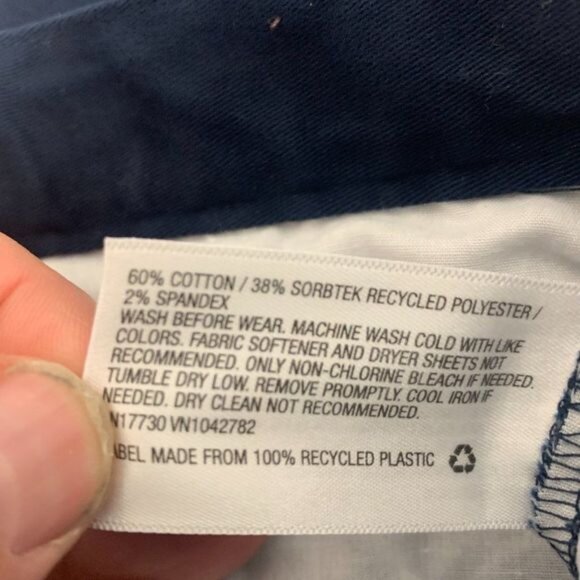 60% COTTON / 38% SORBTEK RECYCLED POLYESTER /
2% SPANDEX
WASH BEFORE WEAR. MACHINE WASH COLD WITH LIKE
COLORS. FABRIC SOFTENER AND DRYER SHEETS NOT
RECOMMENDED. ONLY NON-CHLORINE BLEACH IF NEEDED.
TUMBLE DRY LOW. REMOVE PROMPTLY. COOL IRON IF
NEEDED. DRY CLEAN NOT RECOMMENDED.
N17730 VN1042782
ABEL MADE FROM 100% RECYCLED PLASTIC